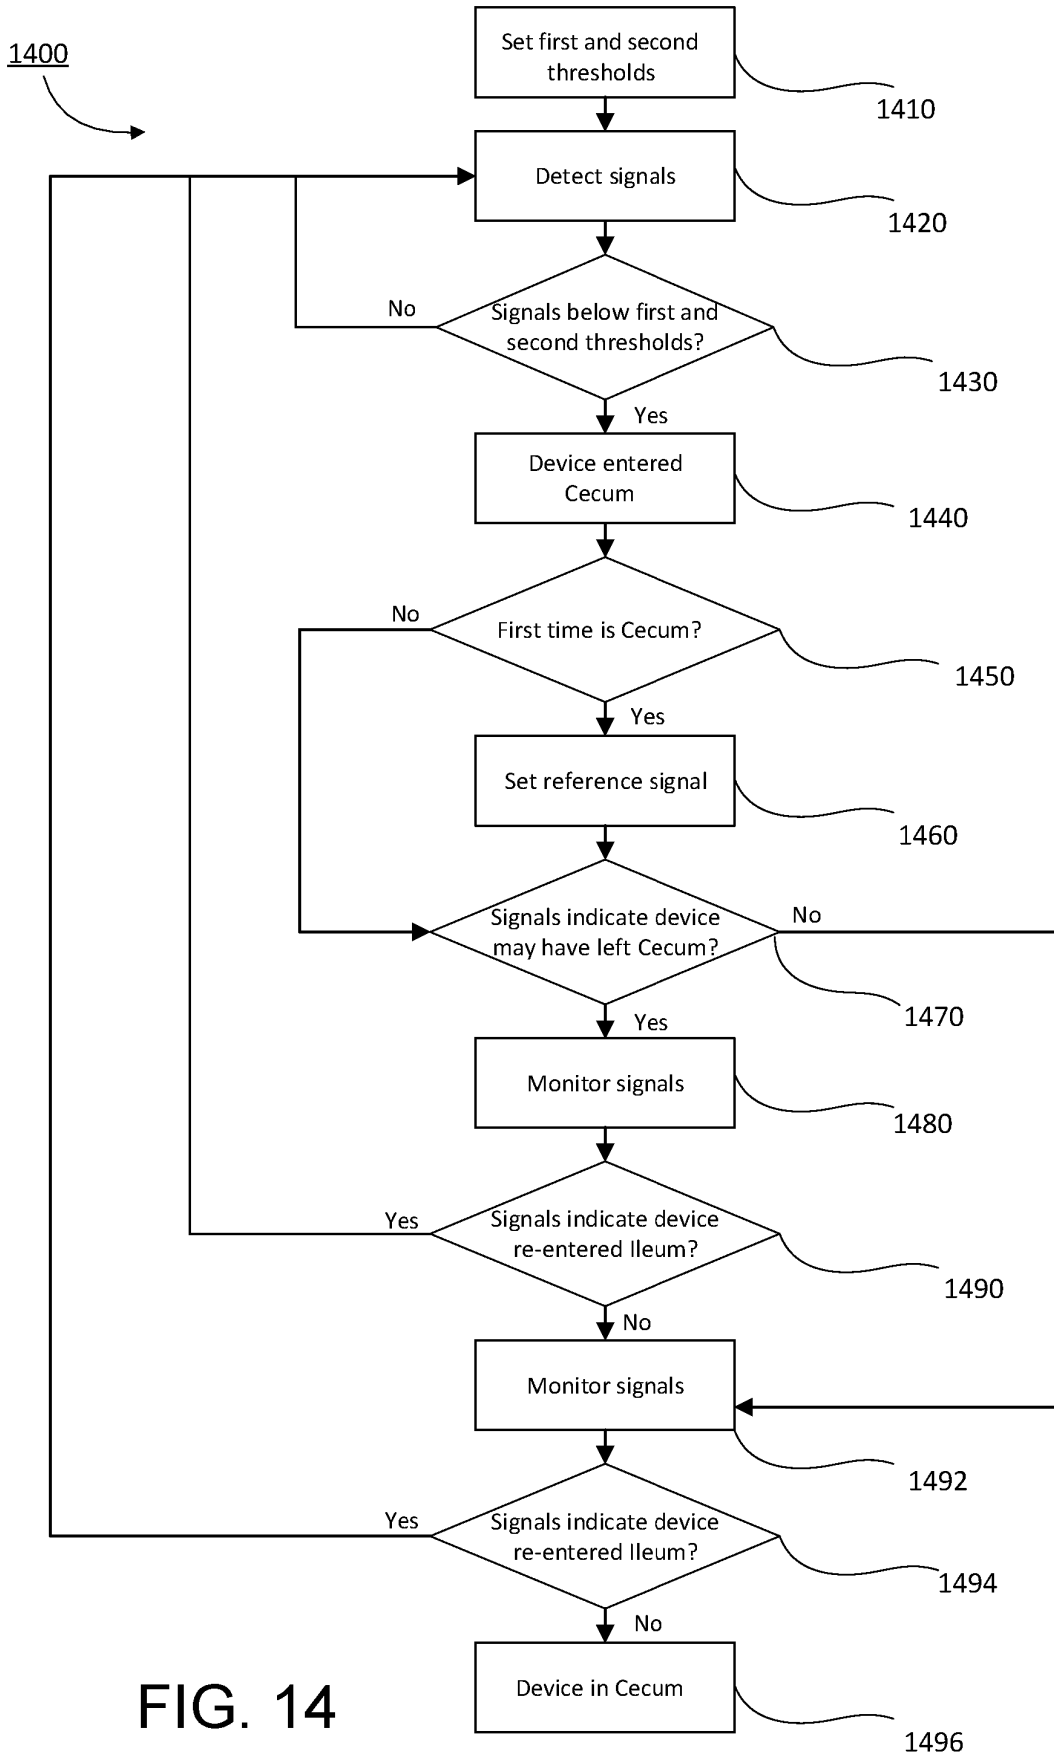 1400
Set first and second
thresholds
1410
Detect signals
1420
No
Signals below first and
second thresholds?
1430
Yes
Device entered
Cecum
1440
No
First time is Cecum?
1450
Yes
Set reference signal
1460
Signals indicate device
may have left Cecum?
No
1470
Yes
Monitor signals
1480
Yes
Signals indicate device
re-entered Ileum?
1490
No
Monitor signals
1492
Yes
Signals indicate device
re-entered Ileum?
1494
No
Device in Cecum
1496
FIG. 14